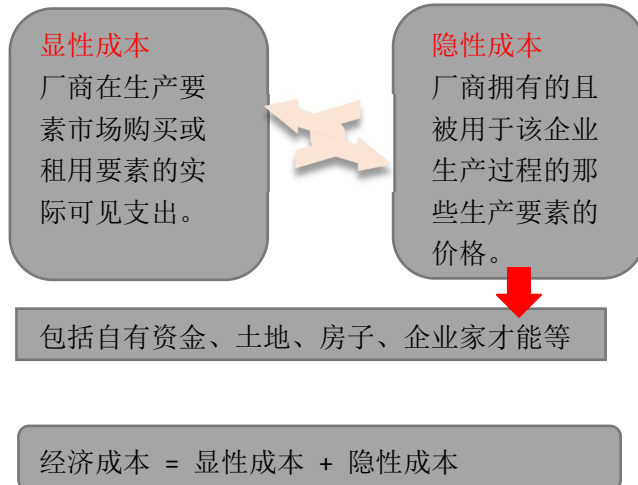 显性成本
厂商在生产要
素市场购买或
租用要素的实
际可见支出。
隐性成本
厂商拥有的且
被用于该企业
生产过程的那
些生产要素的
价格。
包括自有资金、土地、房子、企业家才能等
经济成本 = 显性成本 + 隐性成本